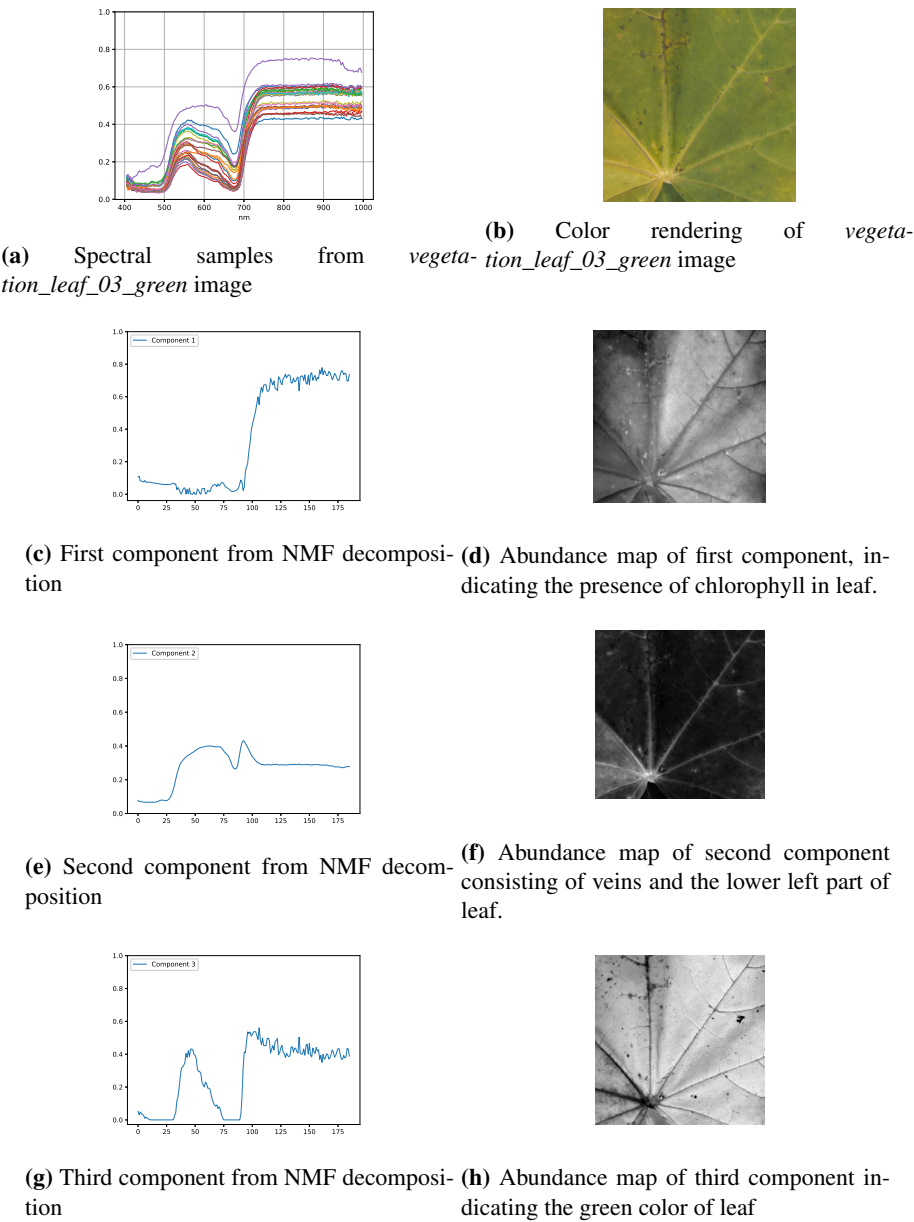 1.0
0.8
0.6
0.4
0.2
0.0
400 500 600 700 800 900 1000
nm
(a) Spectral samples from vegeta-
tion_leaf_03_green image
(b) Color rendering of vegeta-
tion_leaf_03_green image
1.0
Component 1
0.8
0.6
0.4
0.2
0.0
0 25 50 75 100 125 150 175
(c) First component from NMF decomposi-
tion
(d) Abundance map of first component, in-
dicating the presence of chlorophyll in leaf.
1.0
Component 2
0.8
0.6
0.4
0.2
0.0
0 25 50 75 100 125 150 175
(e) Second component from NMF decom-
position
(f) Abundance map of second component
consisting of veins and the lower left part of
leaf.
1.0
Component 3
0.8
0.6
0.4
0.2
0.0
0 25 50 75 100 125 150 175
(g) Third component from NMF decomposi-
tion
(h) Abundance map of third component in-
dicating the green color of leaf